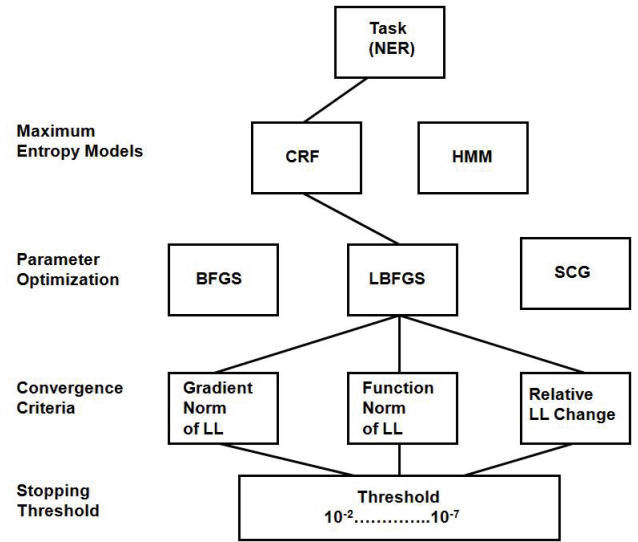 Task
(NER)
Maximum
Entropy Models
CRF
HMM
Parameter
Optimization
BFGS
LBFGS
SCG
Convergence
Criteria
Gradient
Norm
of LL
Function
Norm
of LL
Relative
LL Change
Stopping
Threshold
Threshold
10⁻²…………..10⁻⁷